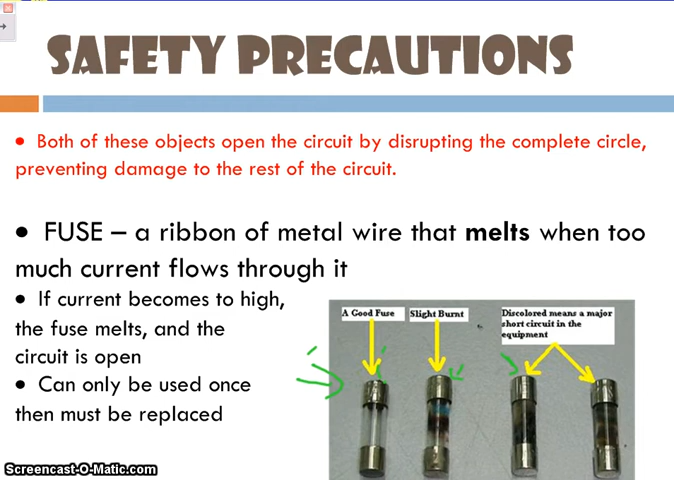 SAFETY PRECAUTIONS
• Both of these objects open the circuit by disrupting the complete circle,
preventing damage to the rest of the circuit.
• FUSE – a ribbon of metal wire that melts when too
much current flows through it
• If current becomes to high,
the fuse melts, and the
circuit is open
• Can only be used once
then must be replaced
A Good Fuse
Slight Burnt
Discolored means a major
short circuit in the
equipment
Screencast-O-Matic.com